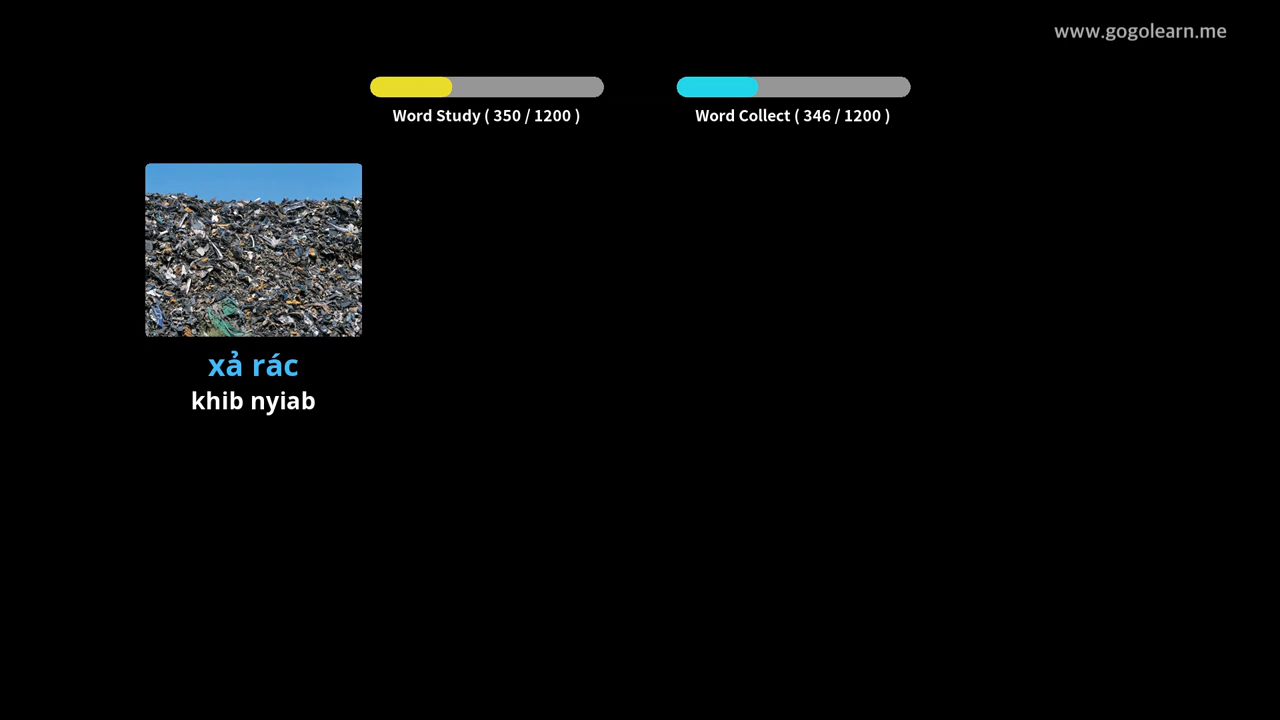 www.gogolearn.me
Word Study ( 350 / 1200 )
Word Collect ( 346 / 1200 )
xả rác
khib nyiab